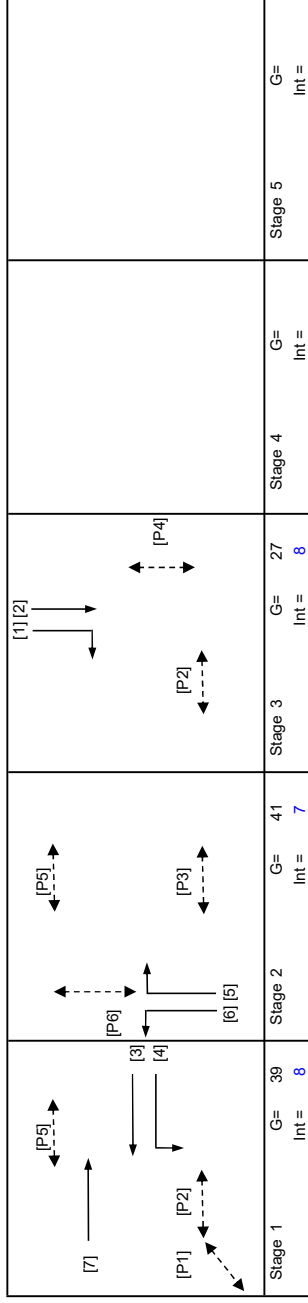 [7]
[P5]
[3]
[4]
[P1]
[P2]
Stage 1
G= 39
Int = 8
[P6]
[P5]
[6] [5]
[P3]
Stage 2
G= 41
Int = 7
[1] [2]
[P2]
[P4]
Stage 3
G= 27
Int = 8
Stage 4
G=
Int =
Stage 5
G=
Int =